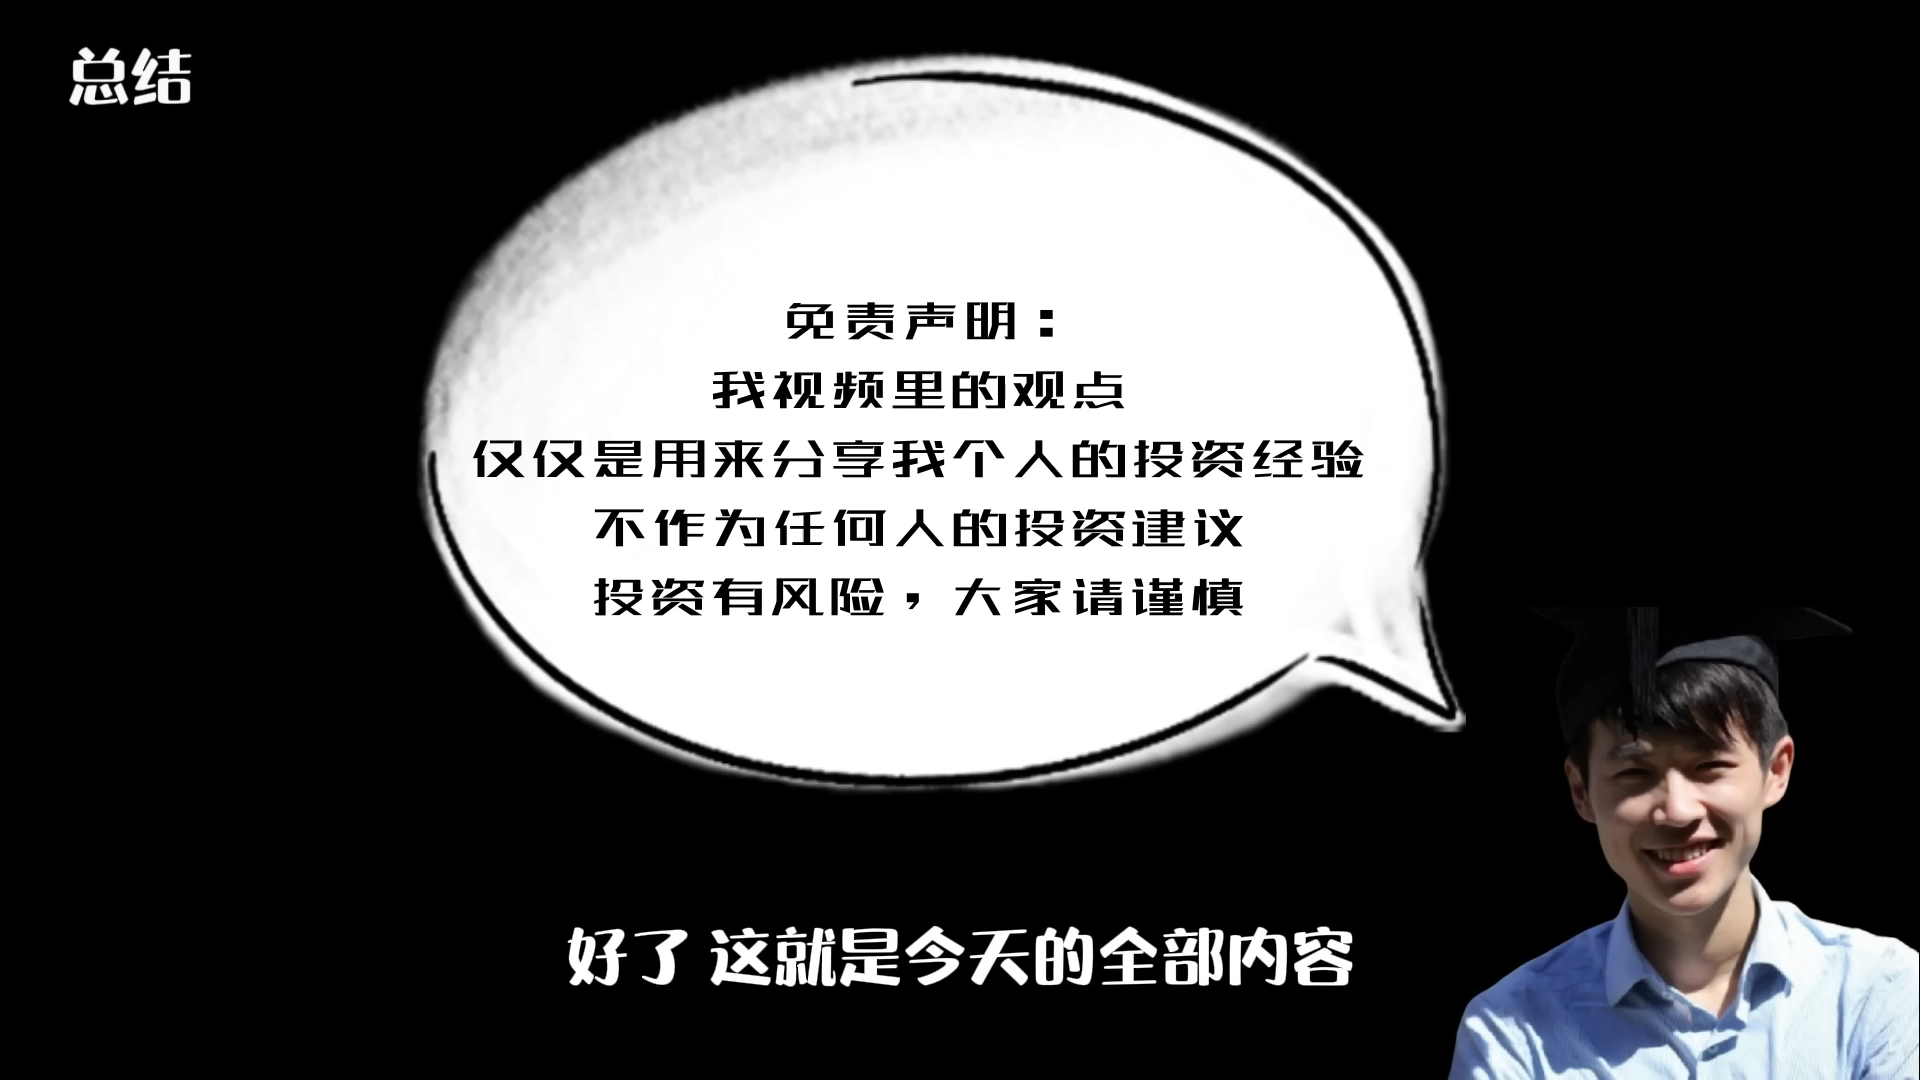 总结
免责声明：
我视频里的观点
仅仅是用来分享我个人的投资经验
不作为任何人的投资建议
投资有风险，大家请谨慎
好了 这就是今天的全部内容